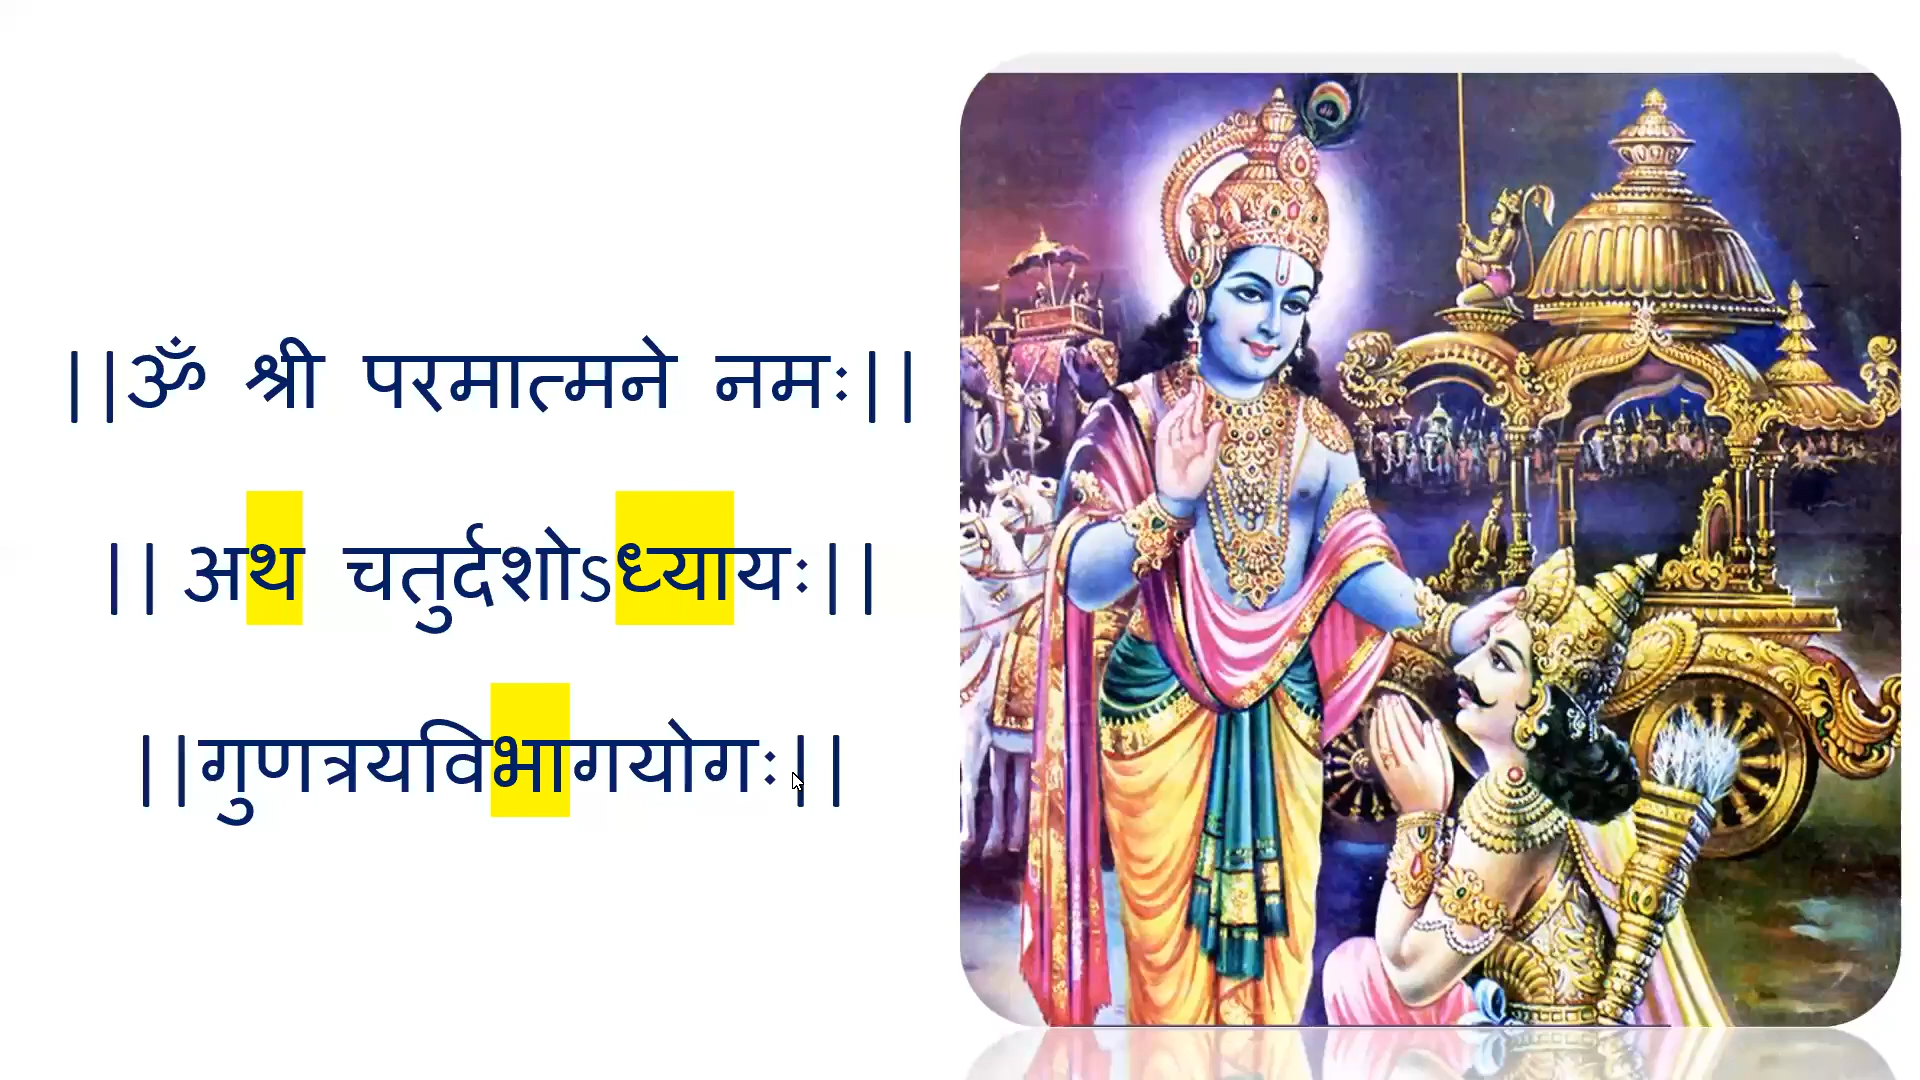 ||ॐ श्री परमात्मने नमः||
|| अथ चतुर्दशोऽध्यायः||
||गुणत्रयविभागयोगः||